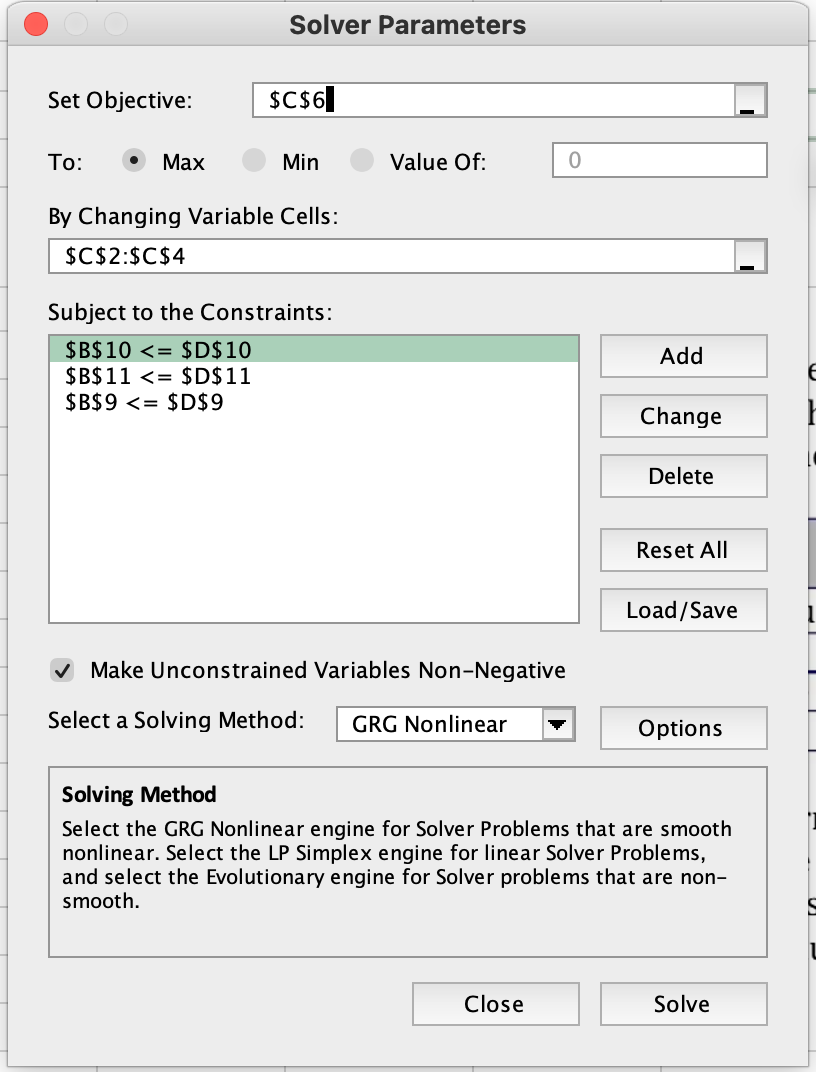 Solver Parameters
Set Objective: $C$6
To: Max Min Value Of: 0
By Changing Variable Cells:
$C$2:$C$4
Subject to the Constraints:
$B$10 <= $D$10
$B$11 <= $D$11
$B$9 <= $D$9
Add
Change
Delete
Reset All
Load/Save
Make Unconstrained Variables Non-Negative
Select a Solving Method: GRG Nonlinear Options
Solving Method
Select the GRG Nonlinear engine for Solver Problems that are smooth
nonlinear. Select the LP Simplex engine for linear Solver Problems,
and select the Evolutionary engine for Solver problems that are non-
smooth.
Close Solve